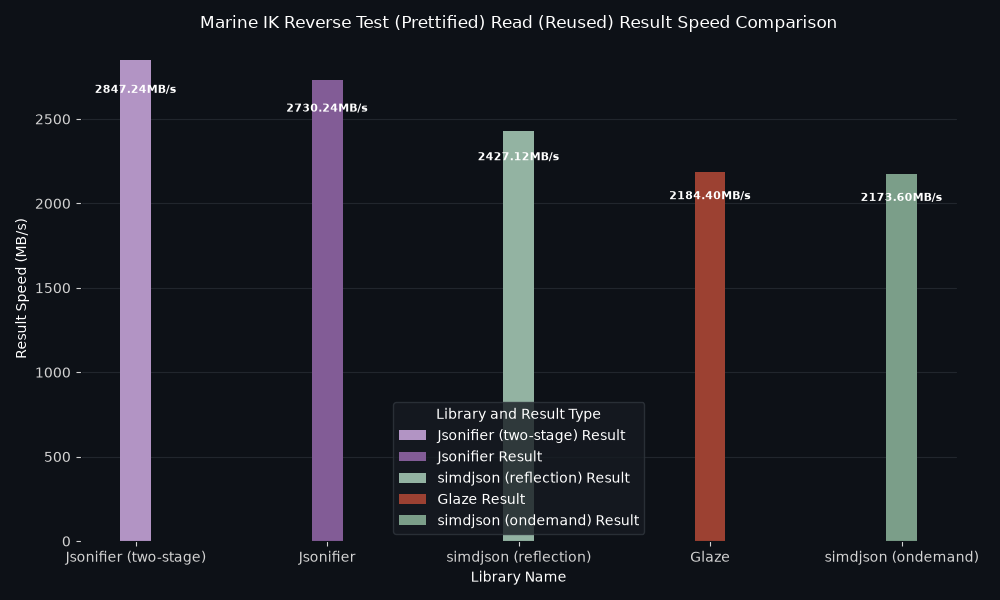 Marine IK Reverse Test (Prettified) Read (Reused) Result Speed Comparison
2847.24MB/s
2730.24MB/s
2427.12MB/s
2184.40MB/s
2173.60MB/s
Result Speed (MB/s)
2500
2000
1500
1000
500
0
Library and Result Type
Jsonifier (two-stage) Result
Jsonifier Result
simdjson (reflection) Result
Glaze Result
simdjson (ondemand) Result
Jsonifier (two-stage)
Jsonifier
simdjson (reflection)
Glaze
simdjson (ondemand)
Library Name